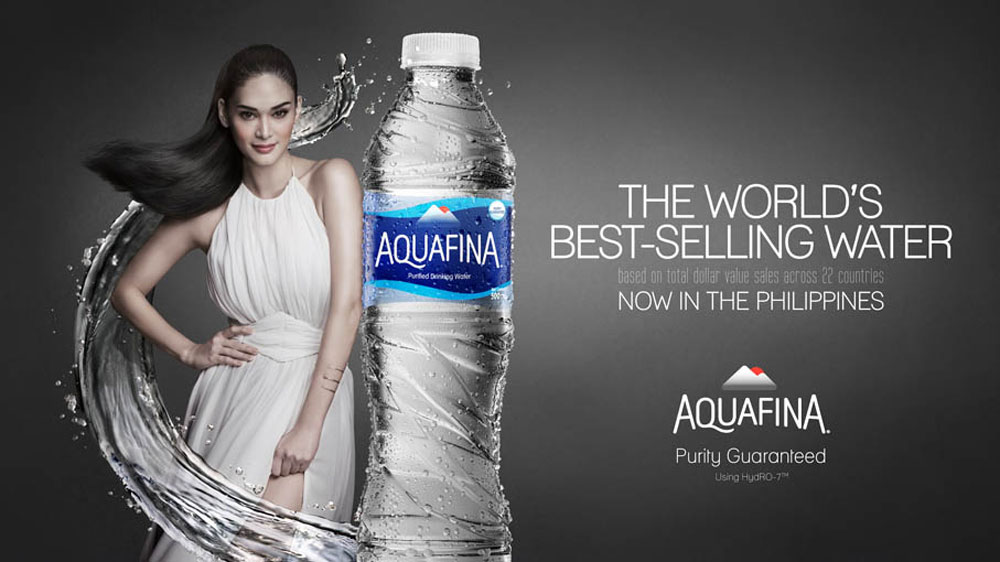 AQUAFINA
Purified Drinking Water
THE WORLD'S
BEST-SELLING WATER
based on total dollar value sales across 22 countries
NOW IN THE PHILIPPINES
AQUAFINA®
Purity Guaranteed
Using HydRO-7™